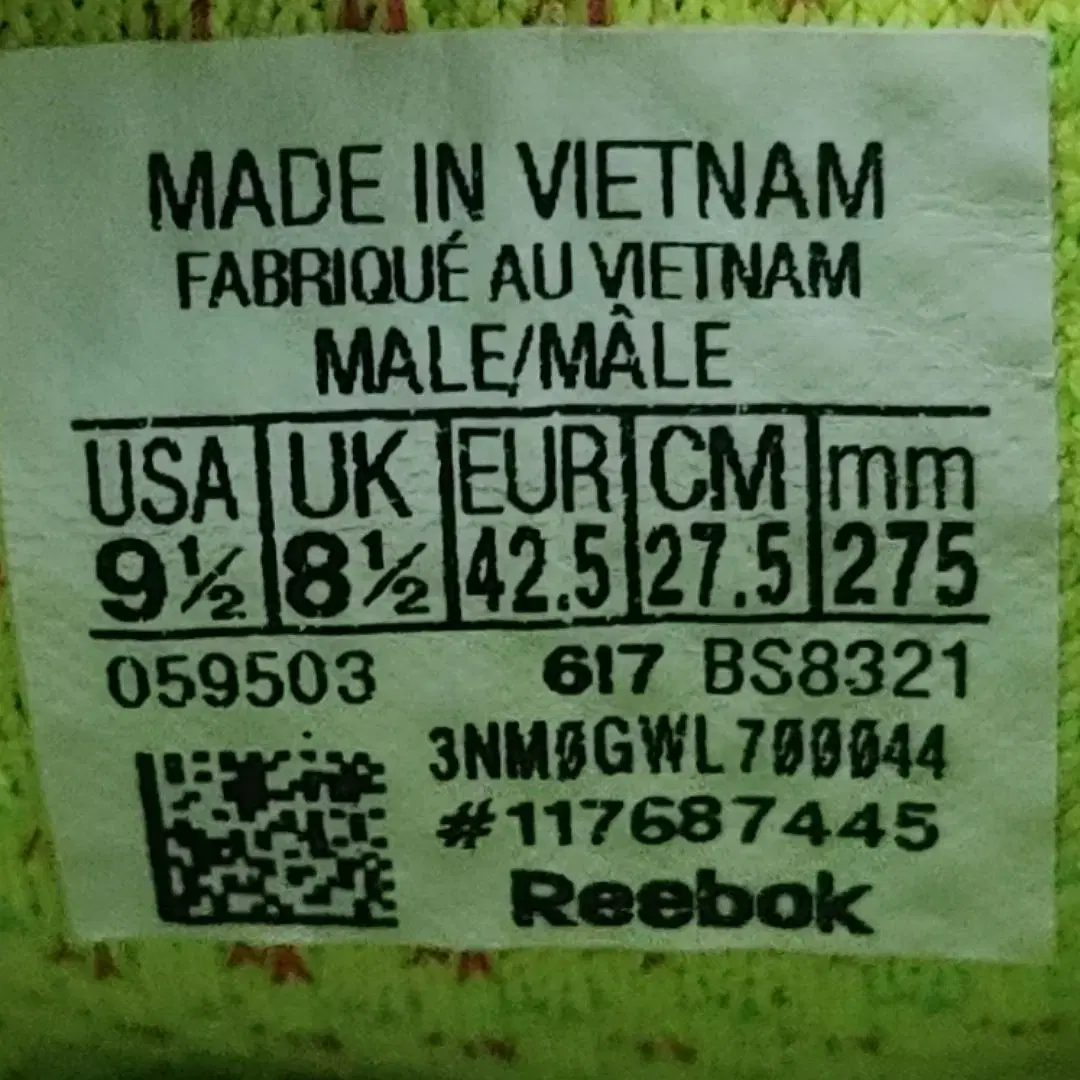 MADE IN VIETNAM
FABRIQUÉ AU VIETNAM
MALE/MÂLE
USA UK EUR CM mm
9½ 8½ 42.5 27.5 275
059503 617 BS8321
3NM0GWL700044
#117687445
Reebok